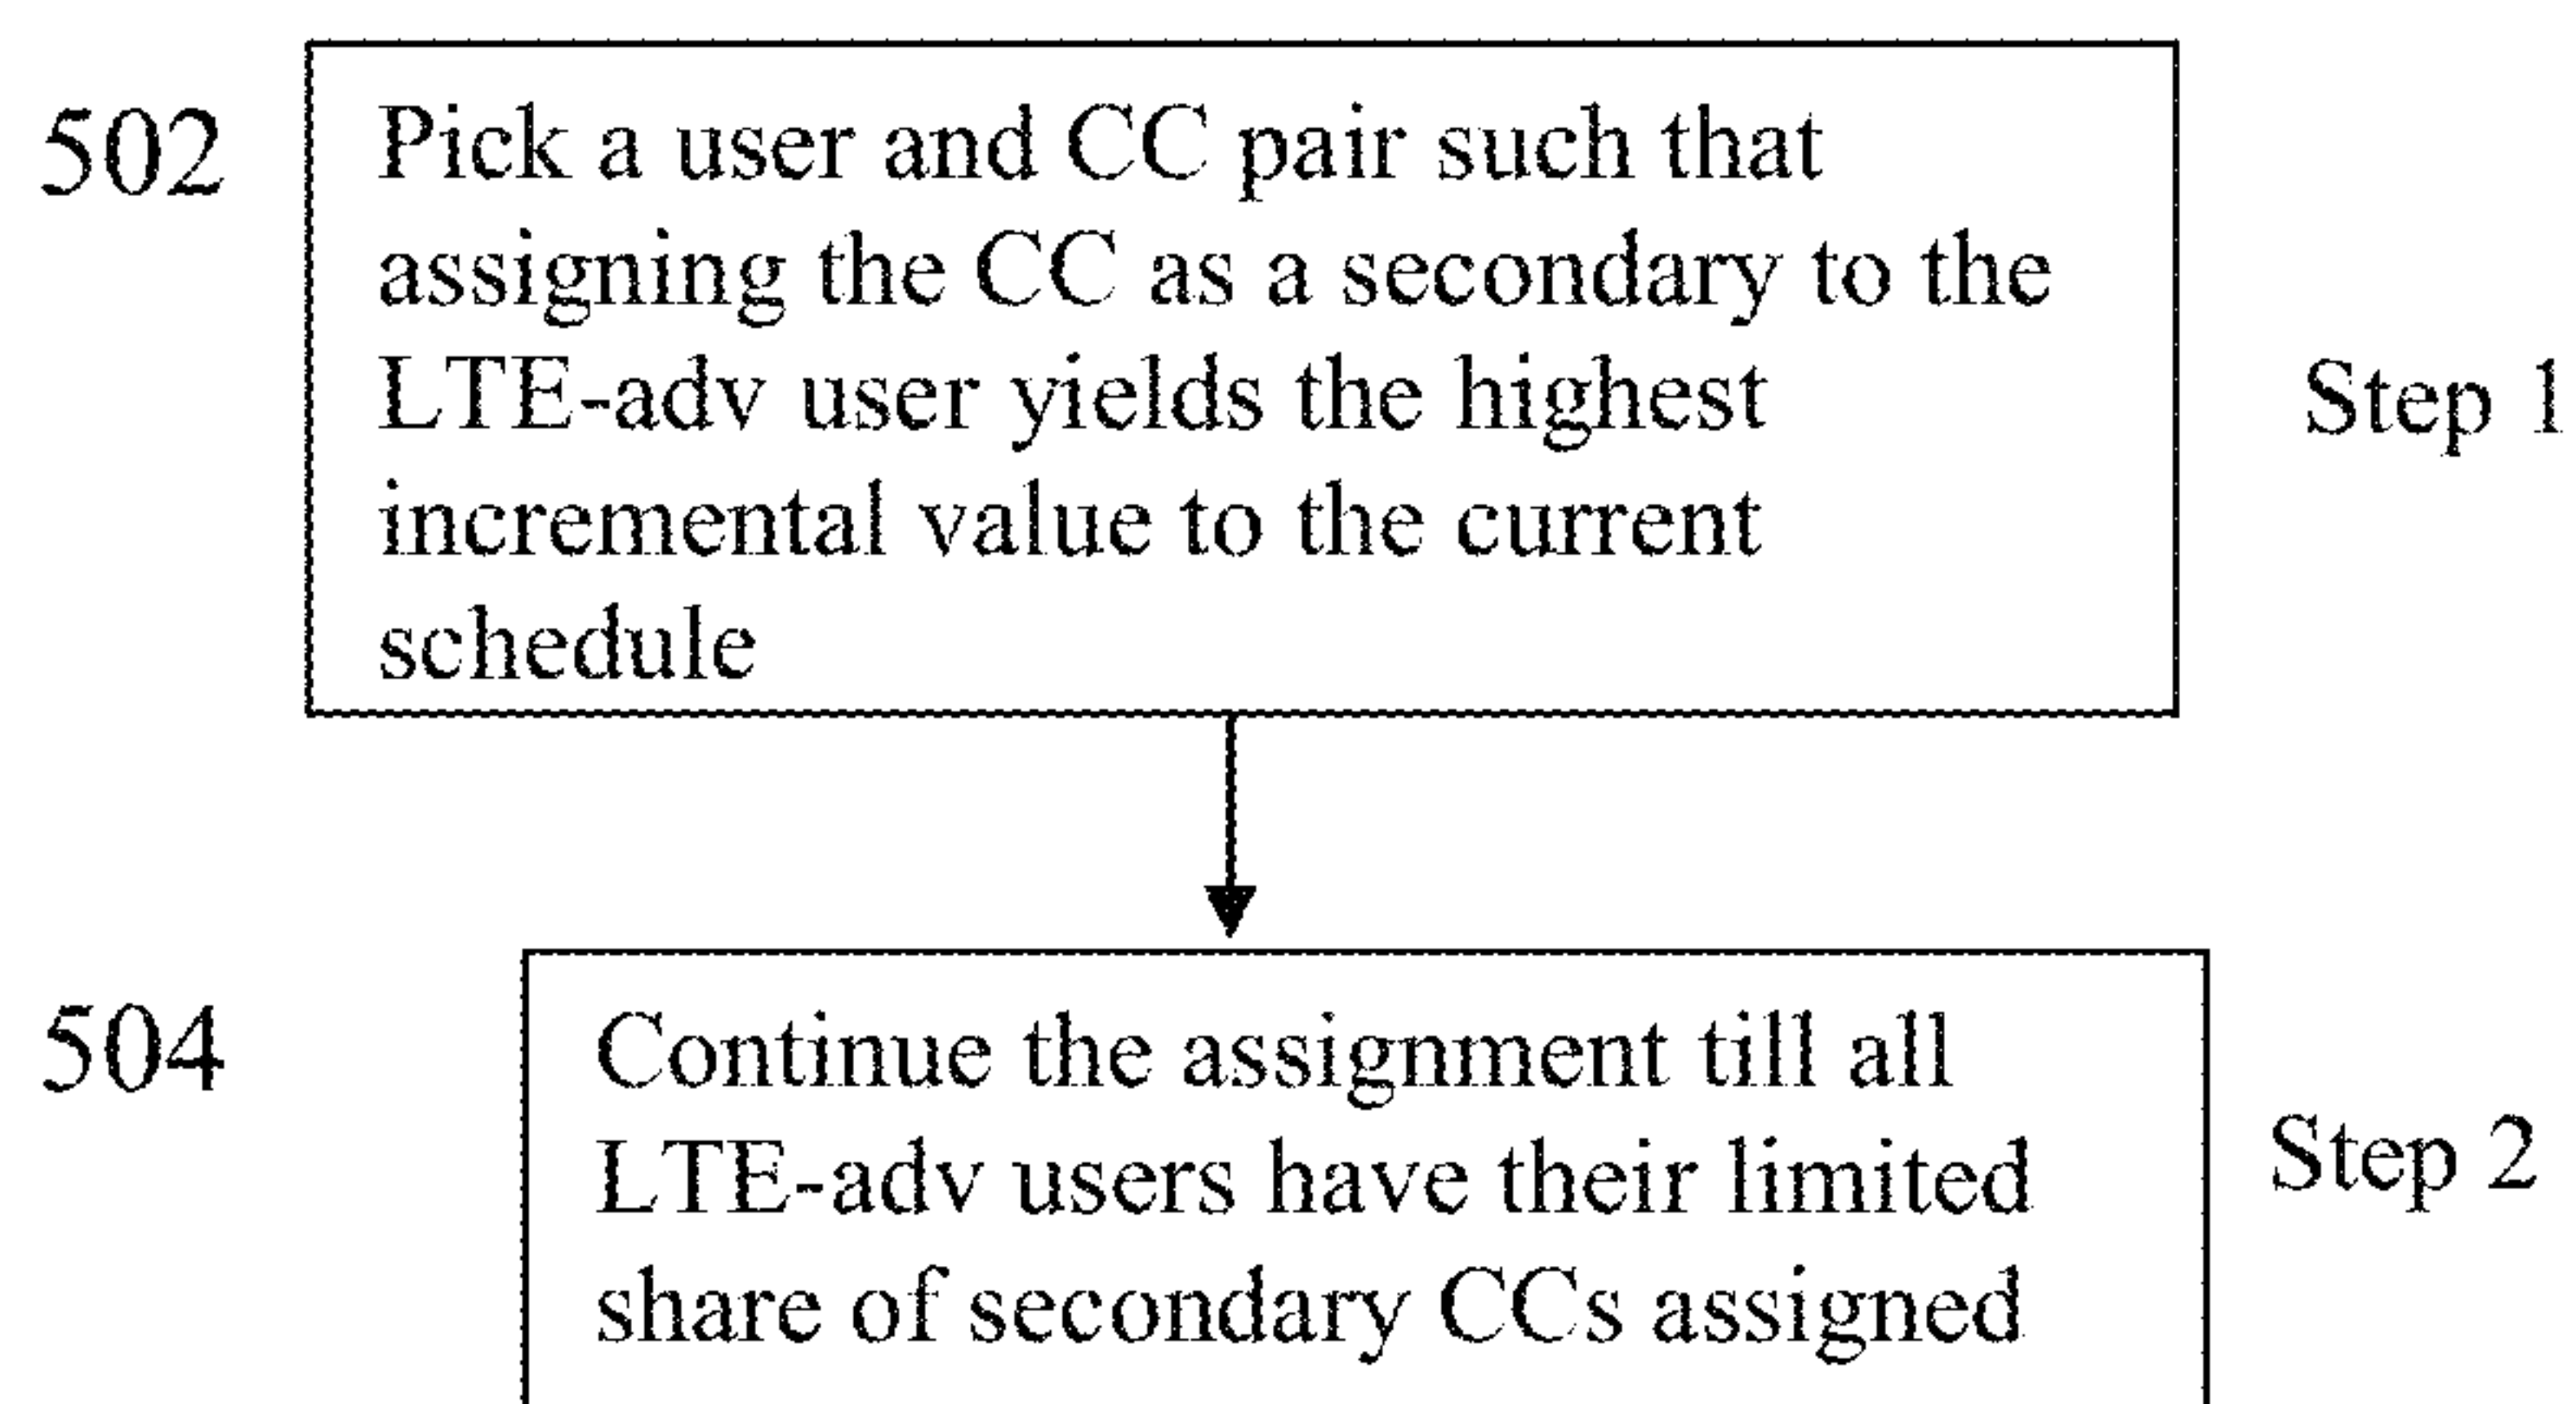 502
Pick a user and CC pair such that
assigning the CC as a secondary to the
LTE-adv user yields the highest
incremental value to the current
schedule
Step 1
504
Continue the assignment till all
LTE-adv users have their limited
share of secondary CCs assigned
Step 2